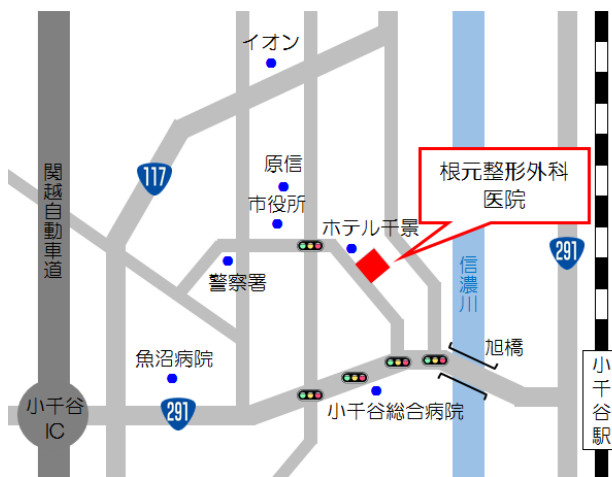 イオン
117
関越自動車道
原信
市役所
ホテル千景
根元整形外科
医院
291
信濃川
警察署
魚沼病院
旭橋
小千谷
IC
291
小千谷総合病院
小千谷駅